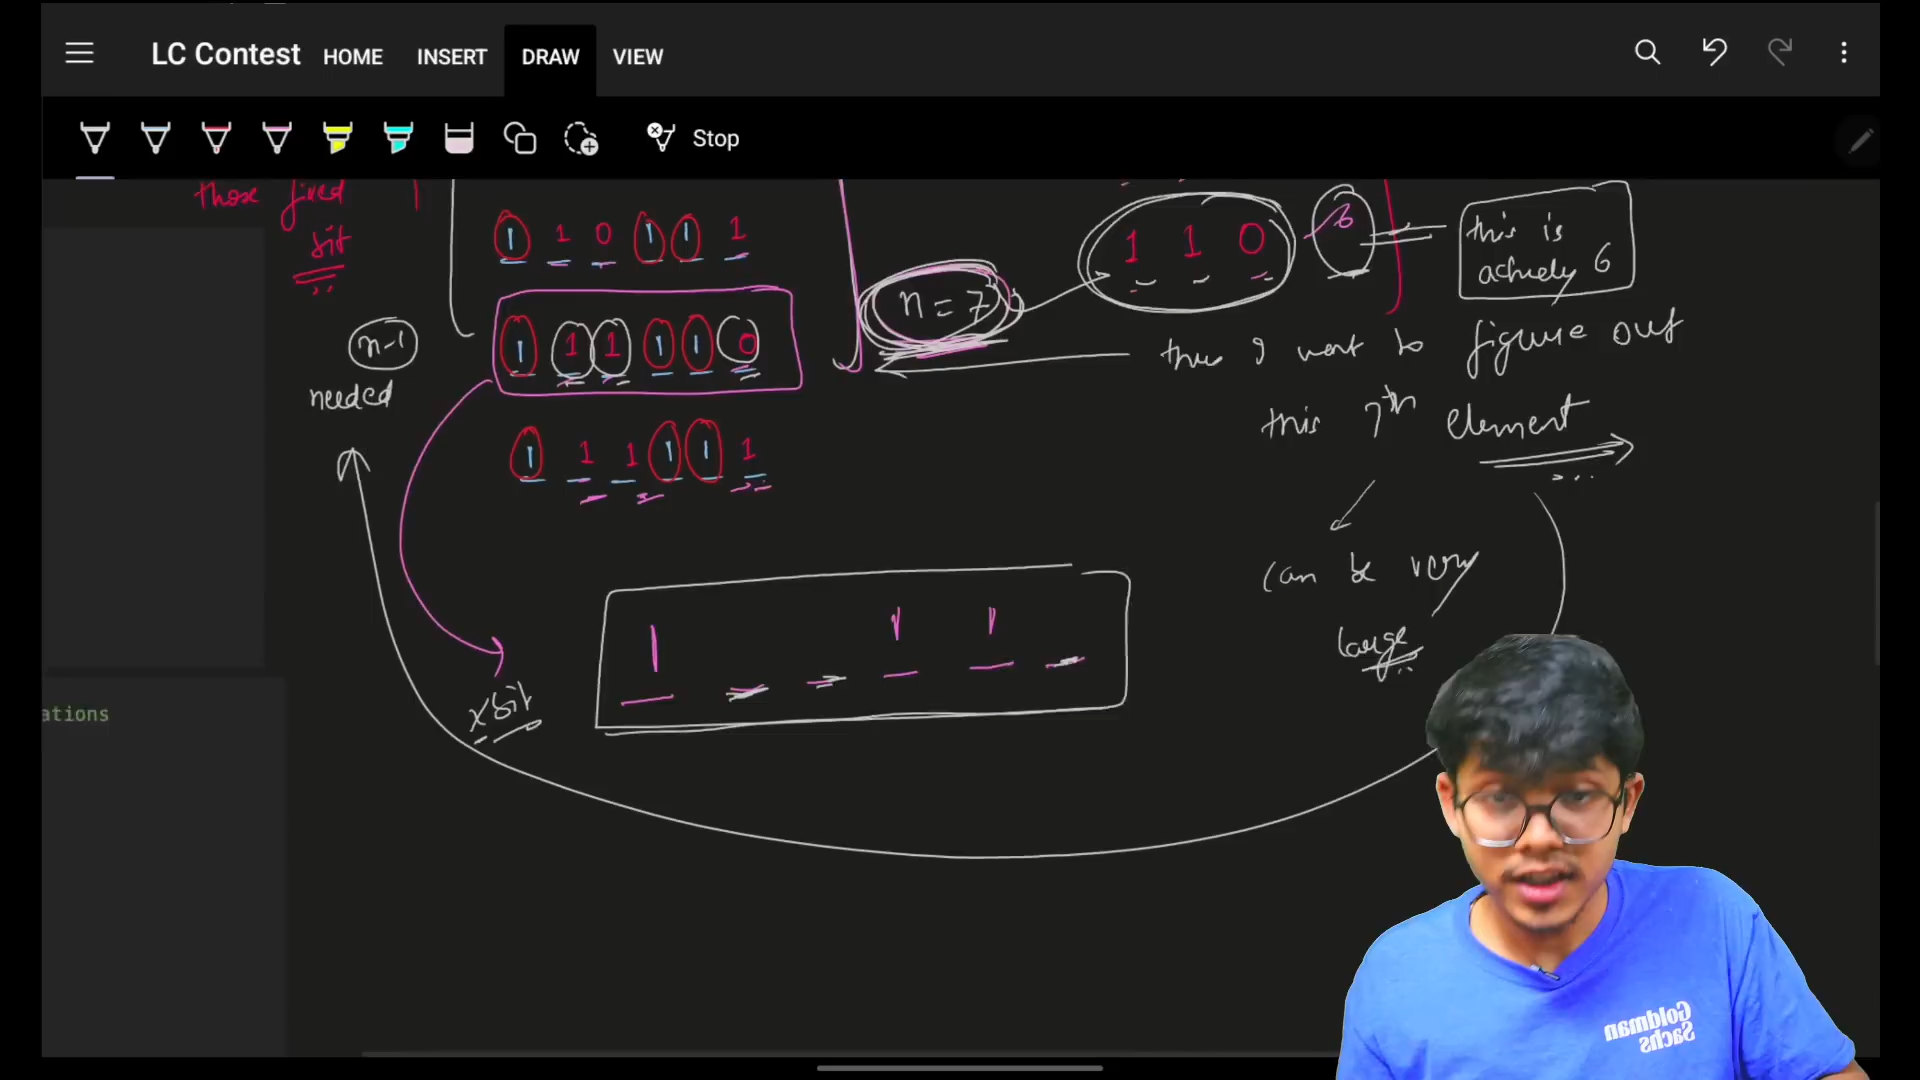 LC Contest HOME INSERT DRAW VIEW
Stop
those fixed
bit
1 1 0 1 1 1
1 1 0 6
this is
actually 6
n = 7
n-1
needed
1 1 1 1 1 0
thus I want to figure out
this 7th element
1 1 1 1 1 1
can be very
large
1 1 1
x bit
ations
Goldman
Sachs